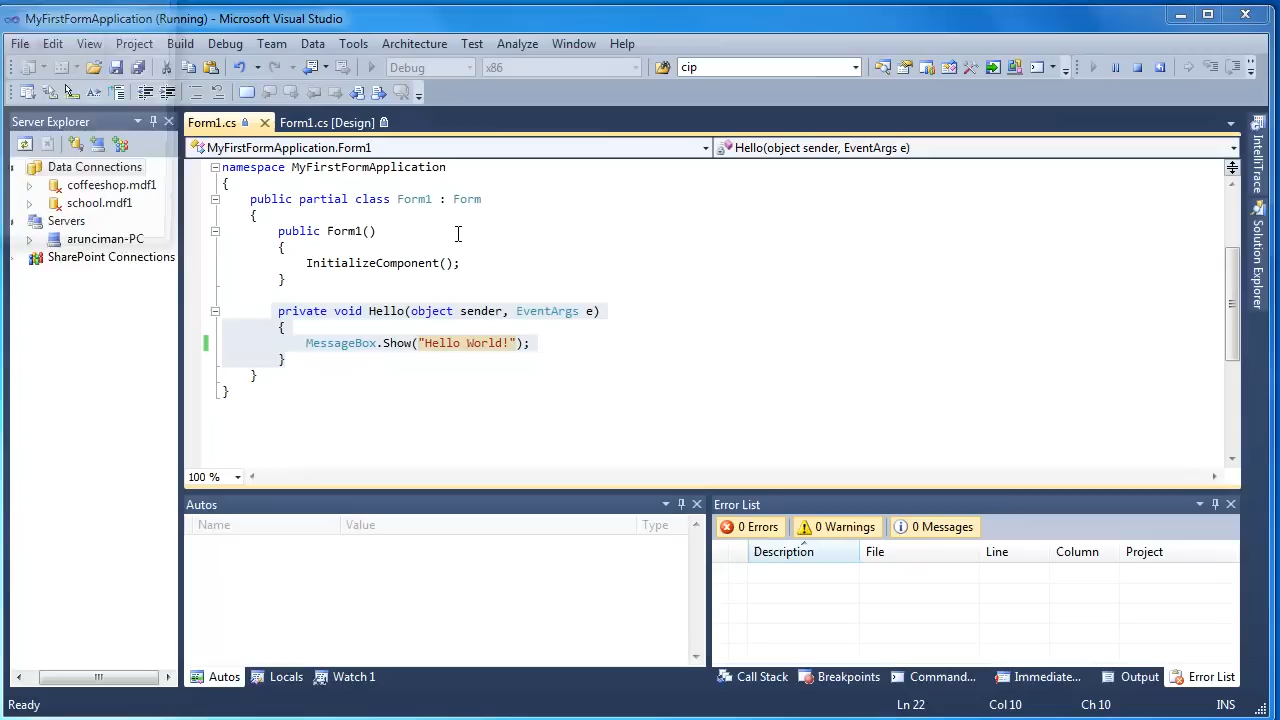 MyFirstFormApplication (Running) - Microsoft Visual Studio
File Edit View Project Build Debug Team Data Tools Architecture Test Analyze Window Help
Debug x86 cip
Server Explorer
Form1.cs Form1.cs [Design]
MyFirstFormApplication.Form1 Hello(object sender, EventArgs e)
Data Connections
coffeeshop.mdf1
school.mdf1
Servers
arunciman-PC
SharePoint Connections
namespace MyFirstFormApplication
{
public partial class Form1 : Form
{
public Form1()
{
InitializeComponent();
}
private void Hello(object sender, EventArgs e)
{
MessageBox.Show("Hello World!");
}
}
}
IntelliTrace
Solution Explorer
100 %
Autos
Name Value Type
Error List
0 Errors 0 Warnings 0 Messages
Description File Line Column Project
Autos Locals Watch 1
Call Stack Breakpoints Command... Immediate... Output Error List
Ready Ln 22 Col 10 Ch 10 INS